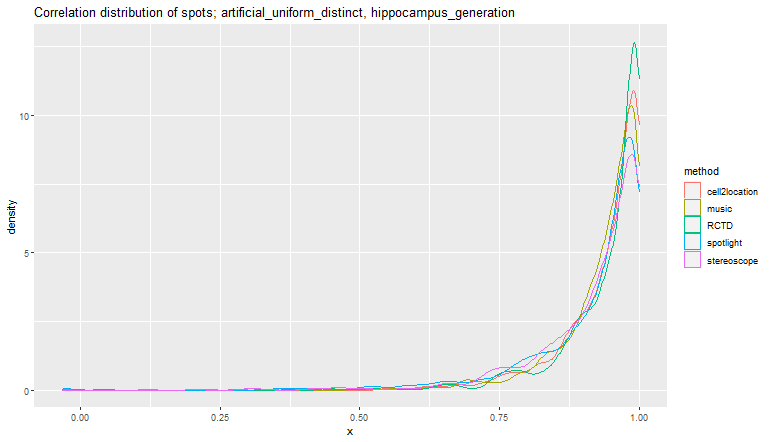 Correlation distribution of spots; artificial_uniform_distinct, hippocampus_generation
density
10
5
0
0.00
0.25
0.50
0.75
1.00
x
method
cell2location
music
RCTD
spotlight
stereoscope